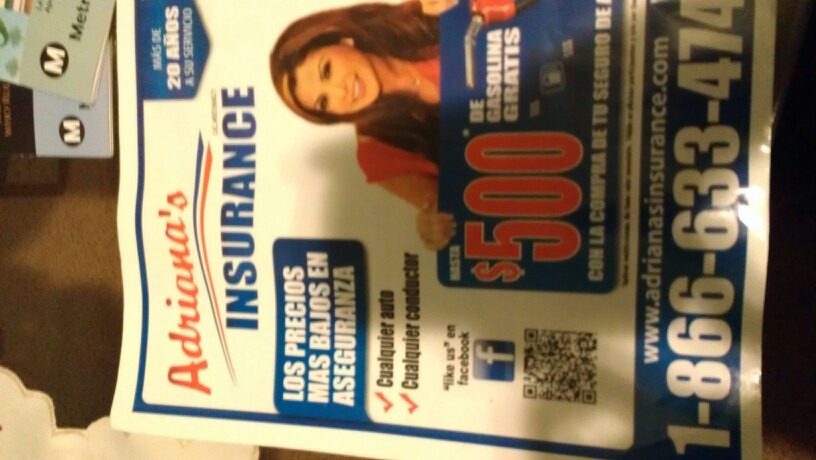 MÁS DE
20 AÑOS
A SU SERVICIO
Adriana's
INSURANCE
LOS PRECIOS
MAS BAJOS EN
ASEGURANZA
Cualquier auto
Cualquier conductor
"like us" en
facebook
f
HASTA
$500*
DE
GASOLINA
GRATIS
CON LA COMPRA DE TU SEGURO DE
www.adrianasinsurance.com
1-866-633-474
M
Metr
M